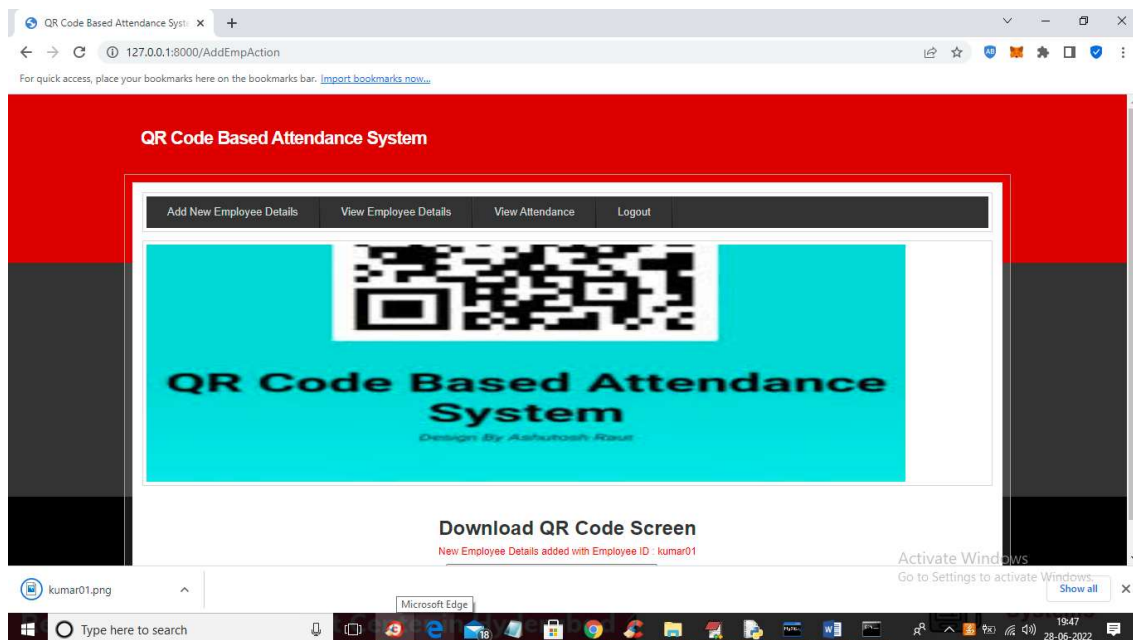 QR Code Based Attendance Syst
127.0.0.1:8000/AddEmpAction
For quick access, place your bookmarks here on the bookmarks bar. Import bookmarks now...
QR Code Based Attendance System
Add New Employee Details View Employee Details View Attendance Logout
QR Code Based Attendance
System
Design By Ashutosh Raut
Download QR Code Screen
New Employee Details added with Employee ID : kumar01
Activate Windows
Go to Settings to activate Windows.
kumar01.png
Show all
Microsoft Edge
Type here to search
18
19:47
28-06-2022